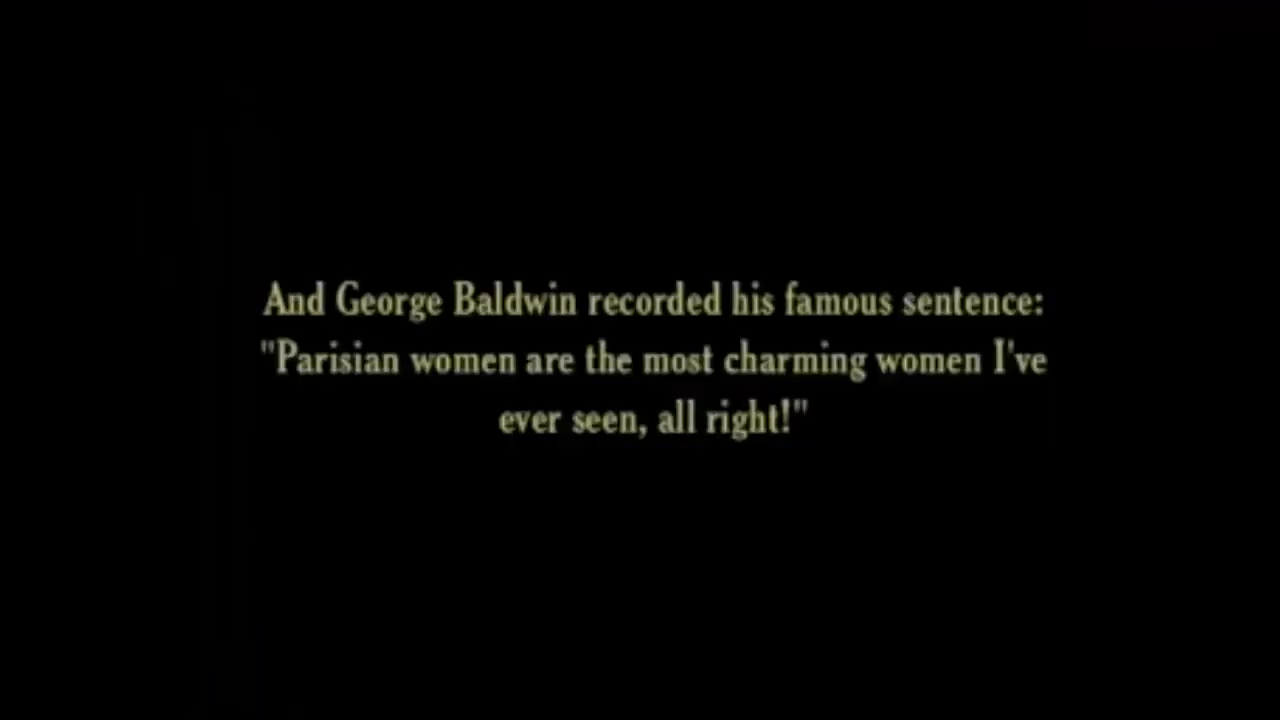 And George Baldwin recorded his famous sentence:
"Parisian women are the most charming women I've
ever seen, all right!"